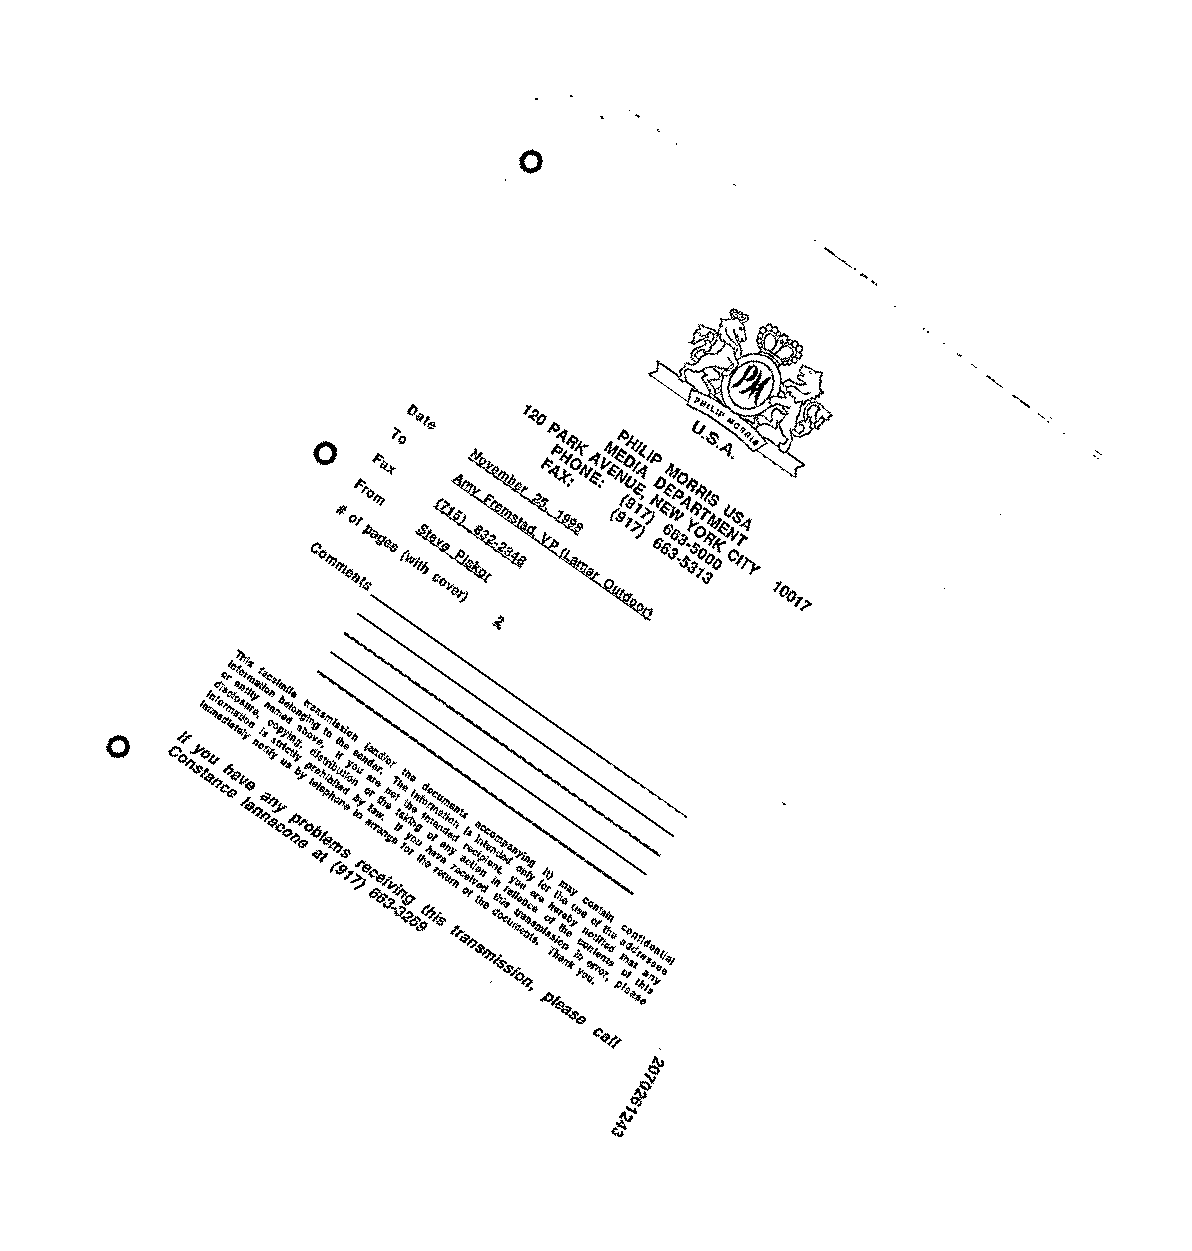 PHILIP MORRIS
U.S.A.
PHILIP MORRIS USA
MEDIA DEPARTMENT
120 PARK AVENUE, NEW YORK CITY 10017
PHONE: (917) 663-5000
FAX: (917) 663-5313
Date November 25, 1998
To Amy Fremstad, V.P. (Lamar Outdoor)
Fax (715) 832-2348
From Steve Piskor
# of pages (with cover) 2
Comments
This facsimile transmission (and/or the documents accompanying it) may contain confidential
information belonging to the sender. The information is intended only for the use of the addressee
or entity named above. If you are not the intended recipient, you are hereby notified that any
disclosure, copying, distribution or the taking of any action in reliance of the contents of this
information is strictly prohibited by law. If you have received this transmission in error, please
immediately notify us by telephone to arrange for the return of the documents. Thank you.
If you have any problems receiving this transmission, please call
Constance Iannacone at (917) 663-3269
2070261243